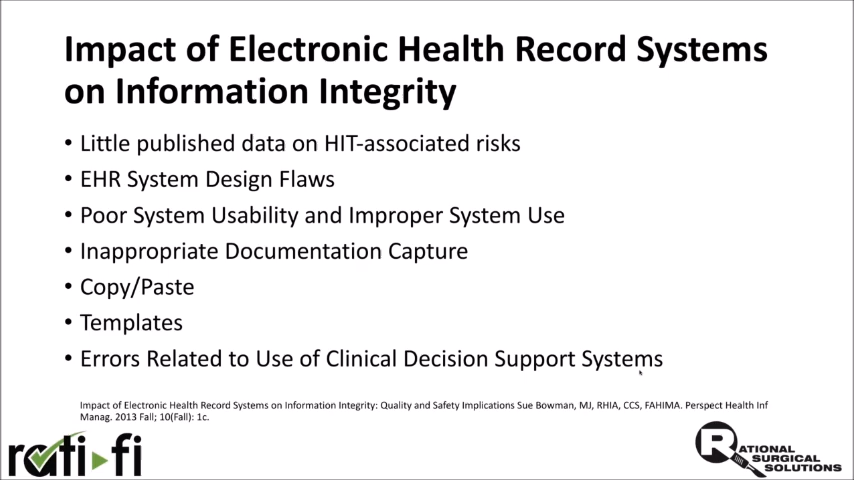 Impact of Electronic Health Record Systems
on Information Integrity
• Little published data on HIT-associated risks
• EHR System Design Flaws
• Poor System Usability and Improper System Use
• Inappropriate Documentation Capture
• Copy/Paste
• Templates
• Errors Related to Use of Clinical Decision Support Systems
Impact of Electronic Health Record Systems on Information Integrity: Quality and Safety Implications Sue Bowman, MJ, RHIA, CCS, FAHIMA. Perspect Health Inf
Manag. 2013 Fall; 10(Fall): 1c.
rati-fi
RATIONAL
SURGICAL
SOLUTIONS